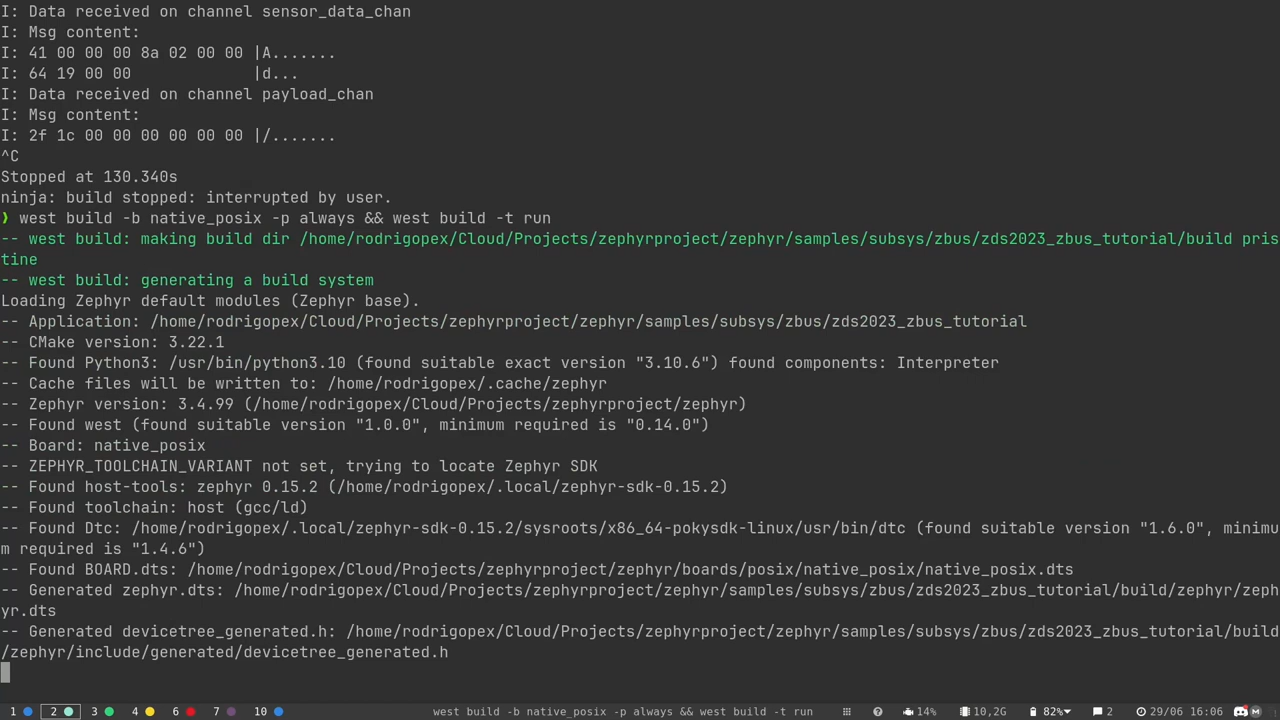 I: Data received on channel sensor_data_chan
I: Msg content:
I: 41 00 00 00 8a 02 00 00 |A.......
I: 64 19 00 00             |d...
I: Data received on channel payload_chan
I: Msg content:
I: 2f 1c 00 00 00 00 00 00 |/.......
^C
Stopped at 130.340s
ninja: build stopped: interrupted by user.
❯ west build -b native_posix -p always && west build -t run
-- west build: making build dir /home/rodrigopex/Cloud/Projects/zephyrproject/zephyr/samples/subsys/zbus/zds2023_zbus_tutorial/build pris
tine
-- west build: generating a build system
Loading Zephyr default modules (Zephyr base).
-- Application: /home/rodrigopex/Cloud/Projects/zephyrproject/zephyr/samples/subsys/zbus/zds2023_zbus_tutorial
-- CMake version: 3.22.1
-- Found Python3: /usr/bin/python3.10 (found suitable exact version "3.10.6") found components: Interpreter
-- Cache files will be written to: /home/rodrigopex/.cache/zephyr
-- Zephyr version: 3.4.99 (/home/rodrigopex/Cloud/Projects/zephyrproject/zephyr)
-- Found west (found suitable version "1.0.0", minimum required is "0.14.0")
-- Board: native_posix
-- ZEPHYR_TOOLCHAIN_VARIANT not set, trying to locate Zephyr SDK
-- Found host-tools: zephyr 0.15.2 (/home/rodrigopex/.local/zephyr-sdk-0.15.2)
-- Found toolchain: host (gcc/ld)
-- Found Dtc: /home/rodrigopex/.local/zephyr-sdk-0.15.2/sysroots/x86_64-pokysdk-linux/usr/bin/dtc (found suitable version "1.6.0", minimu
m required is "1.4.6")
-- Found BOARD.dts: /home/rodrigopex/Cloud/Projects/zephyrproject/zephyr/boards/posix/native_posix/native_posix.dts
-- Generated zephyr.dts: /home/rodrigopex/Cloud/Projects/zephyrproject/zephyr/samples/subsys/zbus/zds2023_zbus_tutorial/build/zephyr/zeph
yr.dts
-- Generated devicetree_generated.h: /home/rodrigopex/Cloud/Projects/zephyrproject/zephyr/samples/subsys/zbus/zds2023_zbus_tutorial/build
/zephyr/include/generated/devicetree_generated.h
1 2 3 4 6 7 10 west build -b native_posix -p always && west build -t run 14% 10,2G 82% 2 29/06 16:06